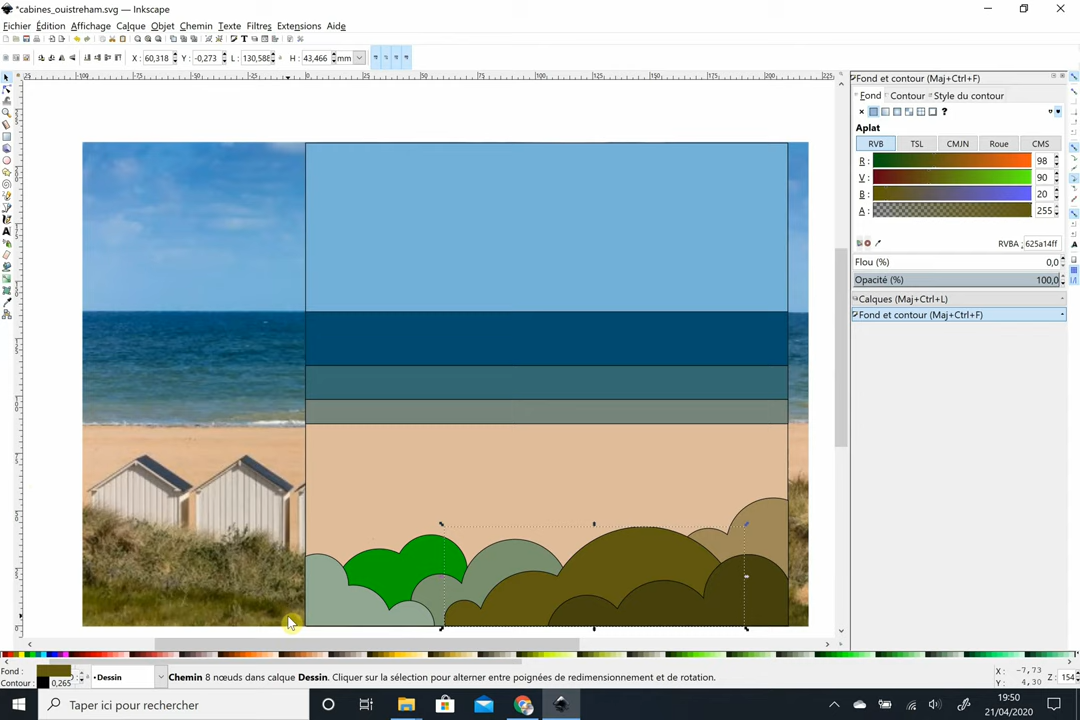 *cabines_ouistreham.svg — Inkscape
Fichier Édition Affichage Calque Objet Chemin Texte Filtres Extensions Aide
X: 60,318 Y: -0,273 L: 130,588 H: 43,466 mm
Fond et contour (Maj+Ctrl+F)
Fond Contour Style du contour
Aplat
RVB TSL CMJN Roue CMS
R: 98
V: 90
B: 20
A: 255
RVBA: 625a14ff
Flou (%) 0,0
Opacité (%) 100,0
Calques (Maj+Ctrl+L)
Fond et contour (Maj+Ctrl+F)
Fond :
Contour : 0,265
•Dessin
Chemin 8 nœuds dans calque Dessin. Cliquer sur la sélection pour alterner entre poignées de redimensionnement et de rotation.
X: -7,73
Y: 4,30
Z: 154
Taper ici pour rechercher
19:50
21/04/2020